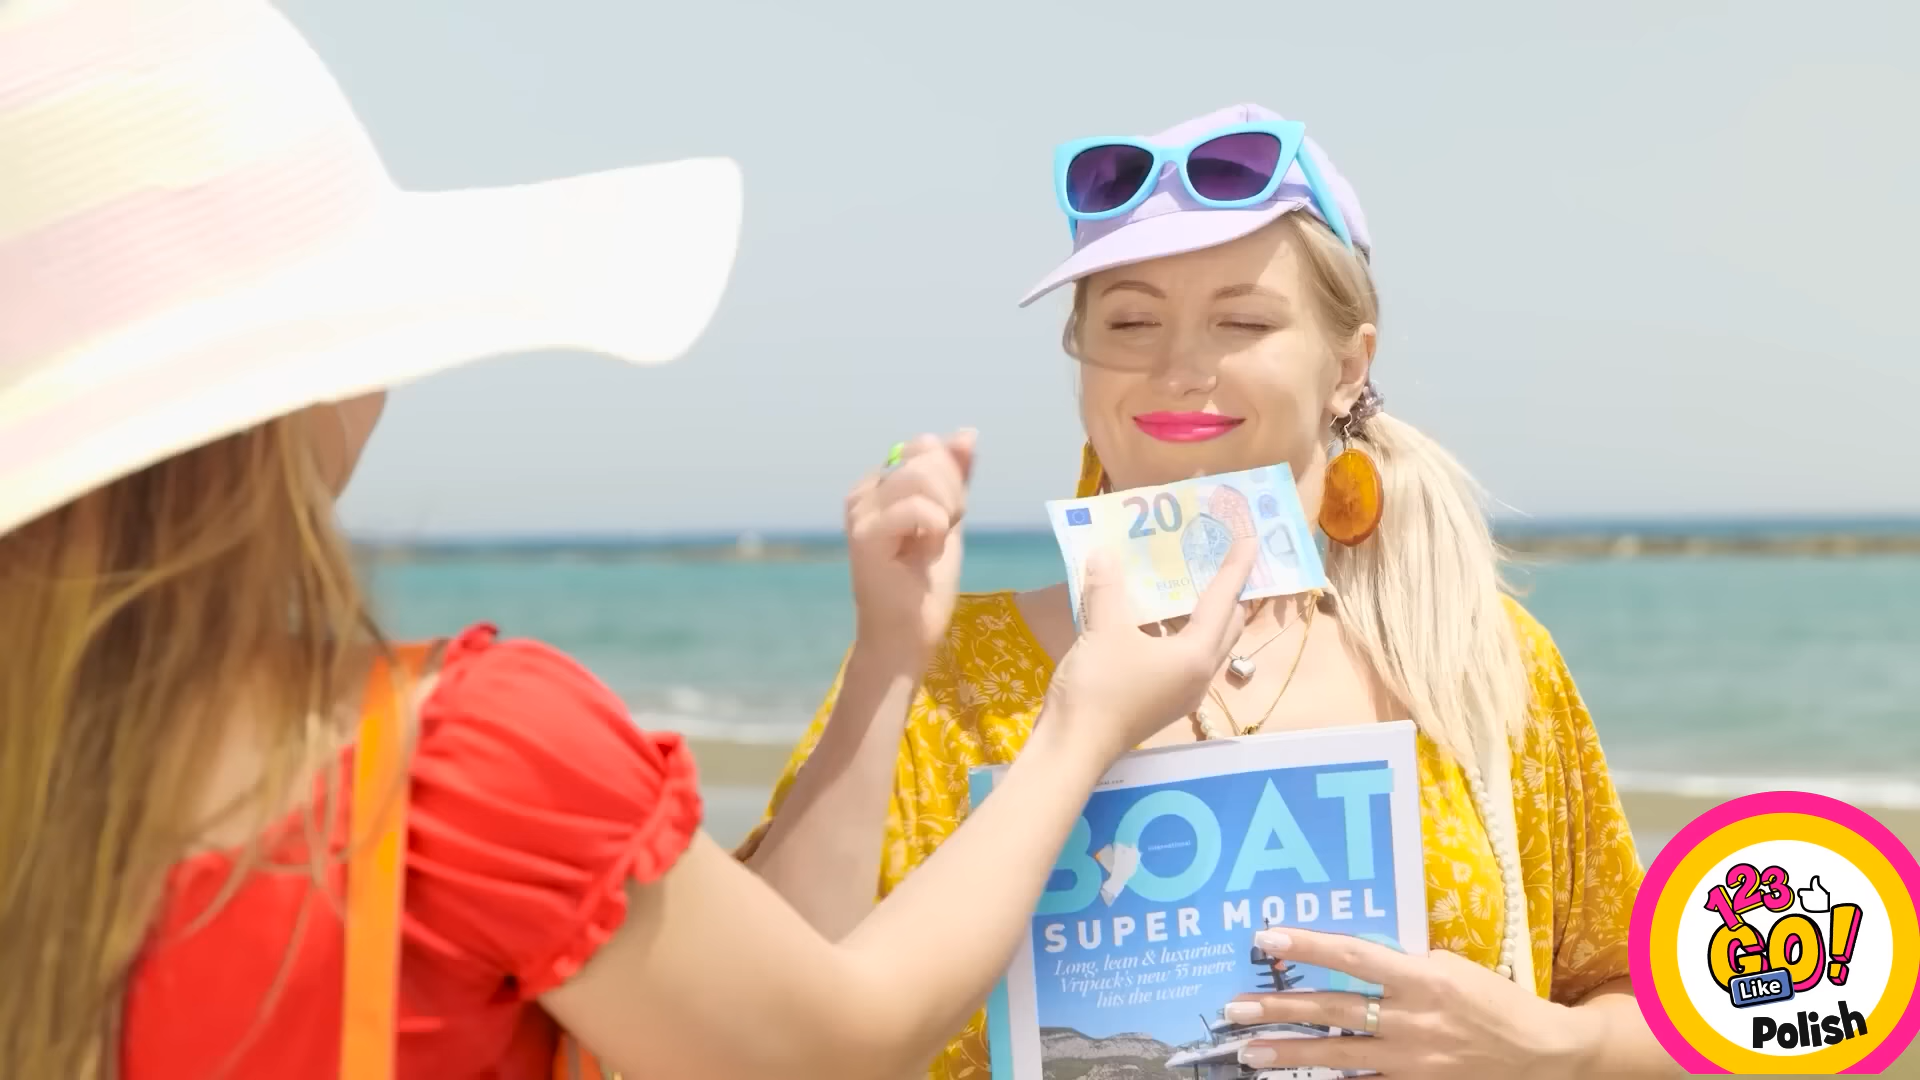 20
EURO
BOAT
international
SUPER MODEL
Long, lean & luxurious.
Vripack's new 55 metre
hits the water
123
GO!
Like
Polish